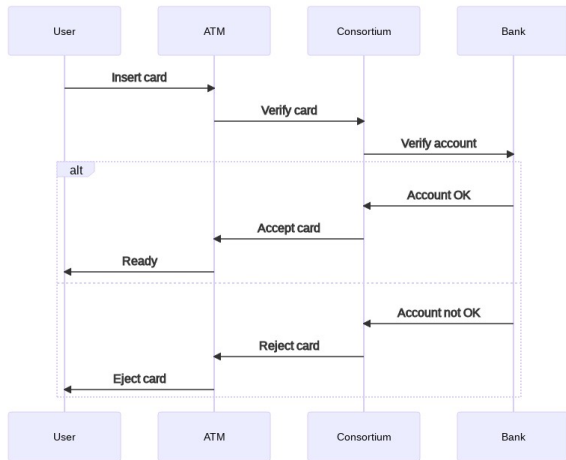 User ATM Consortium Bank
Insert card
Verify card
Verify account
alt
Account OK
Accept card
Ready
Account not OK
Reject card
Eject card
User ATM Consortium Bank